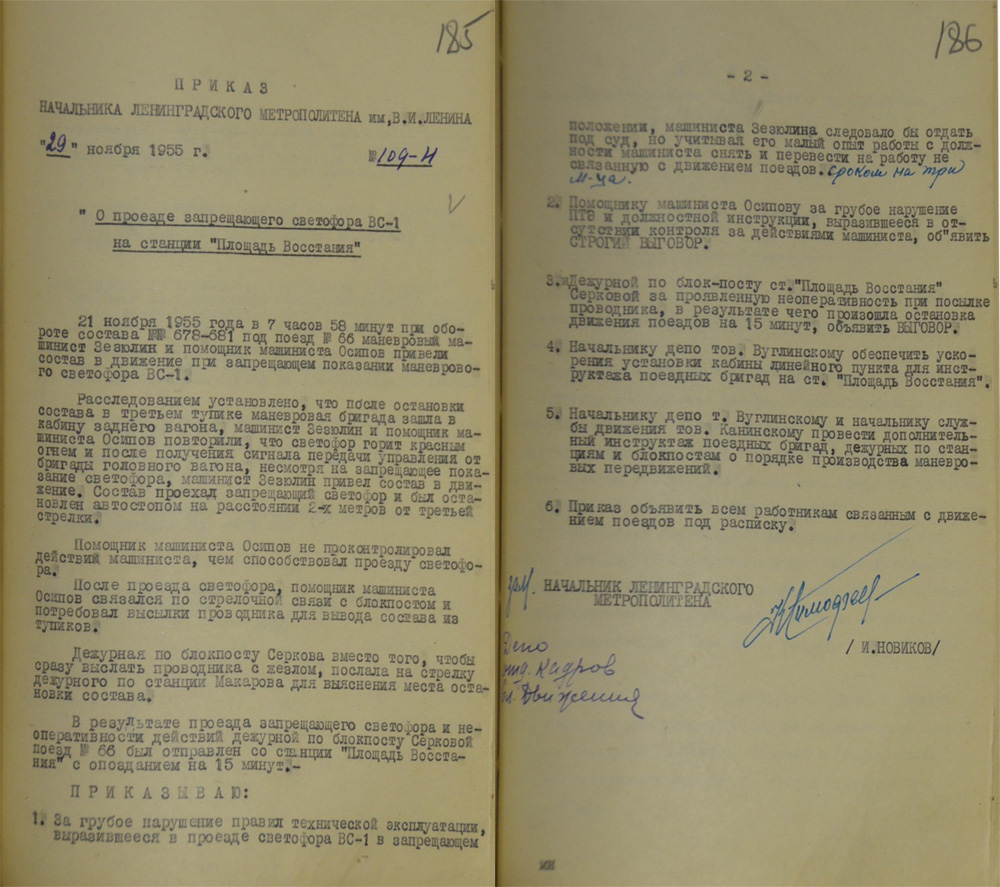 185
ПРИКАЗ
НАЧАЛЬНИКА ЛЕНИНГРАДСКОГО МЕТРОПОЛИТЕНА им,В.И.ЛЕНИНА
"29" ноября 1955 г. №109-Н
" О проезде запрещающего светофора ВС-1
на станции "Площадь Восстания"
21 ноября 1955 года в 7 часов 58 минут при обо-
роте состава №№ 678-681 под поезд № 66 маневровый ма-
шинист Зезюлин и помощник машиниста Осипов привели
состав в движение при запрещающем показании маневрово-
го светофора ВС-1.
Расследованием установлено, что после остановки
состава в третьем тупике маневровая бригада зашла в
кабину заднего вагона, машинист Зезюлин и помощник ма-
шиниста Осипов повторили, что светофор горит красным
огнем и после получения сигнала передачи управления от
бригады головного вагона, несмотря на запрещающее пока-
зание светофора, машинист Зезюлин привел состав в дви-
жение. Состав проехал запрещающий светофор и был оста-
новлен автостопом на расстоянии 2-х метров от третьей
стрелки.
Помощник машиниста Осипов не проконтролировал
действий машиниста, чем способствовал проезду светофо-
ра.
После проезда светофора, помощник машиниста
Осипов связался по стрелочной связи с блокпостом и
потребовал высылки проводника для вывода состава из
тупиков.
Дежурная по блокпосту Серкова вместо того, чтобы
сразу выслать проводника с жезлом, послала на стрелку
дежурного по станции Макарова для выяснения места оста-
новки состава.
В результате проезда запрещающего светофора и не-
оперативности действий дежурной по блокпосту Серковой
поезд № 66 был отправлен со станции "Площадь Восста-
ния" с опозданием на 15 минут.-
ПРИКАЗЫВАЮ:
1. За грубое нарушение правил технической эксплуатации,
выразившееся в проезде светофора ВС-1 в запрещающем
186
- 2 -
положении, машиниста Зезюлина следовало бы отдать
под суд, но учитывая его малый опыт работы с долж-
ности машиниста снять и перевести на работу не
связанную с движением поездов. сроком на три
м-ца.
2. Помощнику машиниста Осипову за грубое нарушение
ПТЭ и должностной инструкции, выразившееся в от-
сутствии контроля за действиями машиниста, об"явить
СТРОГИЙ ВЫГОВОР.
3. Дежурной по блок-посту ст."Площадь Восстания"
Серковой за проявленную неоперативность при посылке
проводника, в результате чего произошла остановка
движения поездов на 15 минут, объявить ВЫГОВОР.
4. Начальнику депо тов. Вуглинскому обеспечить уско-
рения установки кабины линейного пункта для инст-
руктажа поездных бригад на ст. "Площадь Восстания".
5. Начальнику депо т. Вуглинскому и начальнику служ-
бы движения тов. Канинскому провести дополнитель-
ный инструктаж поездных бригад, дежурных по стан-
циям и блокпостам о порядке производства маневро-
вых передвижений.
6. Приказ объявить всем работникам связанным с движе-
нием поездов под расписку.
зам. НАЧАЛЬНИК ЛЕНИНГРАДСКОГО
МЕТРОПОЛИТЕНА
/ И.НОВИКОВ/
Депо
отд. Кадров
сл. Движения
ИИ